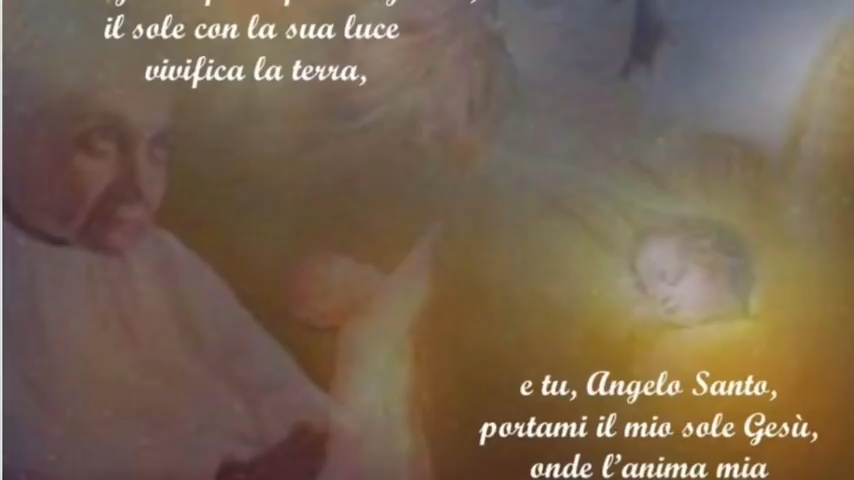 il sole con la sua luce
vivifica la terra,
e tu, Angelo Santo,
portami il mio sole Gesù,
onde l'anima mia